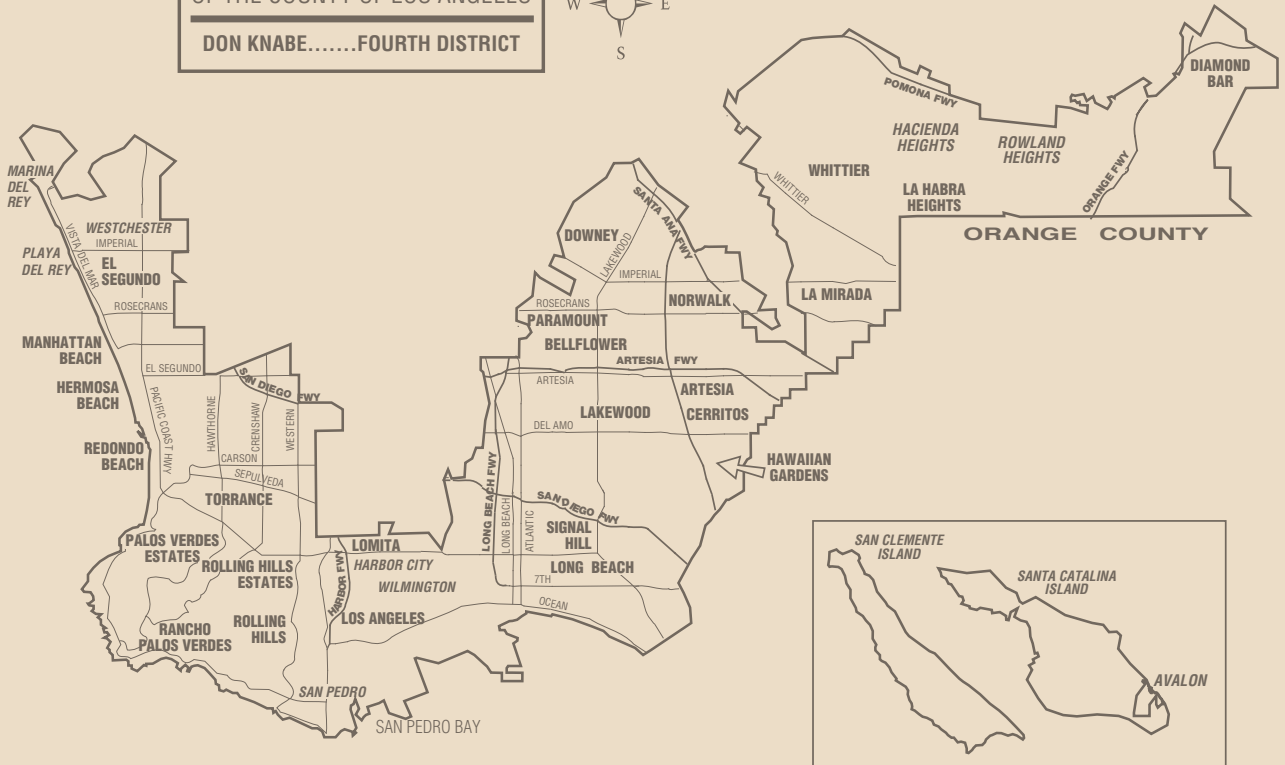 OF THE COUNTY OF LOS ANGELES
DON KNABE.......FOURTH DISTRICT
W
E
S
DIAMOND
BAR
POMONA FWY
HACIENDA
HEIGHTS
ROWLAND
HEIGHTS
ORANGE FWY
WHITTIER
WHITTIER
LA HABRA
HEIGHTS
ORANGE COUNTY
LA MIRADA
MARINA
DEL
REY
WESTCHESTER
IMPERIAL
VISTA DEL MAR
PLAYA
DEL REY
EL
SEGUNDO
ROSECRANS
MANHATTAN
BEACH
EL SEGUNDO
HERMOSA
BEACH
SAN DIEGO FWY
PACIFIC COAST HWY
HAWTHORNE
CRENSHAW
WESTERN
REDONDO
BEACH
CARSON
SEPULVEDA
TORRANCE
PALOS VERDES
ESTATES
ROLLING HILLS
ESTATES
LOMITA
HARBOR CITY
WILMINGTON
HARBOR FWY
RANCHO
PALOS VERDES
ROLLING
HILLS
LOS ANGELES
SAN PEDRO
SAN PEDRO BAY
DOWNEY
SANTA ANA FWY
LAKEWOOD
IMPERIAL
ROSECRANS
NORWALK
PARAMOUNT
BELLFLOWER
ARTESIA FWY
ARTESIA
ARTESIA
LAKEWOOD
CERRITOS
DEL AMO
HAWAIIAN
GARDENS
LONG BEACH FWY
LONG BEACH
ATLANTIC
SAN DIEGO FWY
SIGNAL
HILL
LONG BEACH
7TH
OCEAN
SAN CLEMENTE
ISLAND
SANTA CATALINA
ISLAND
AVALON